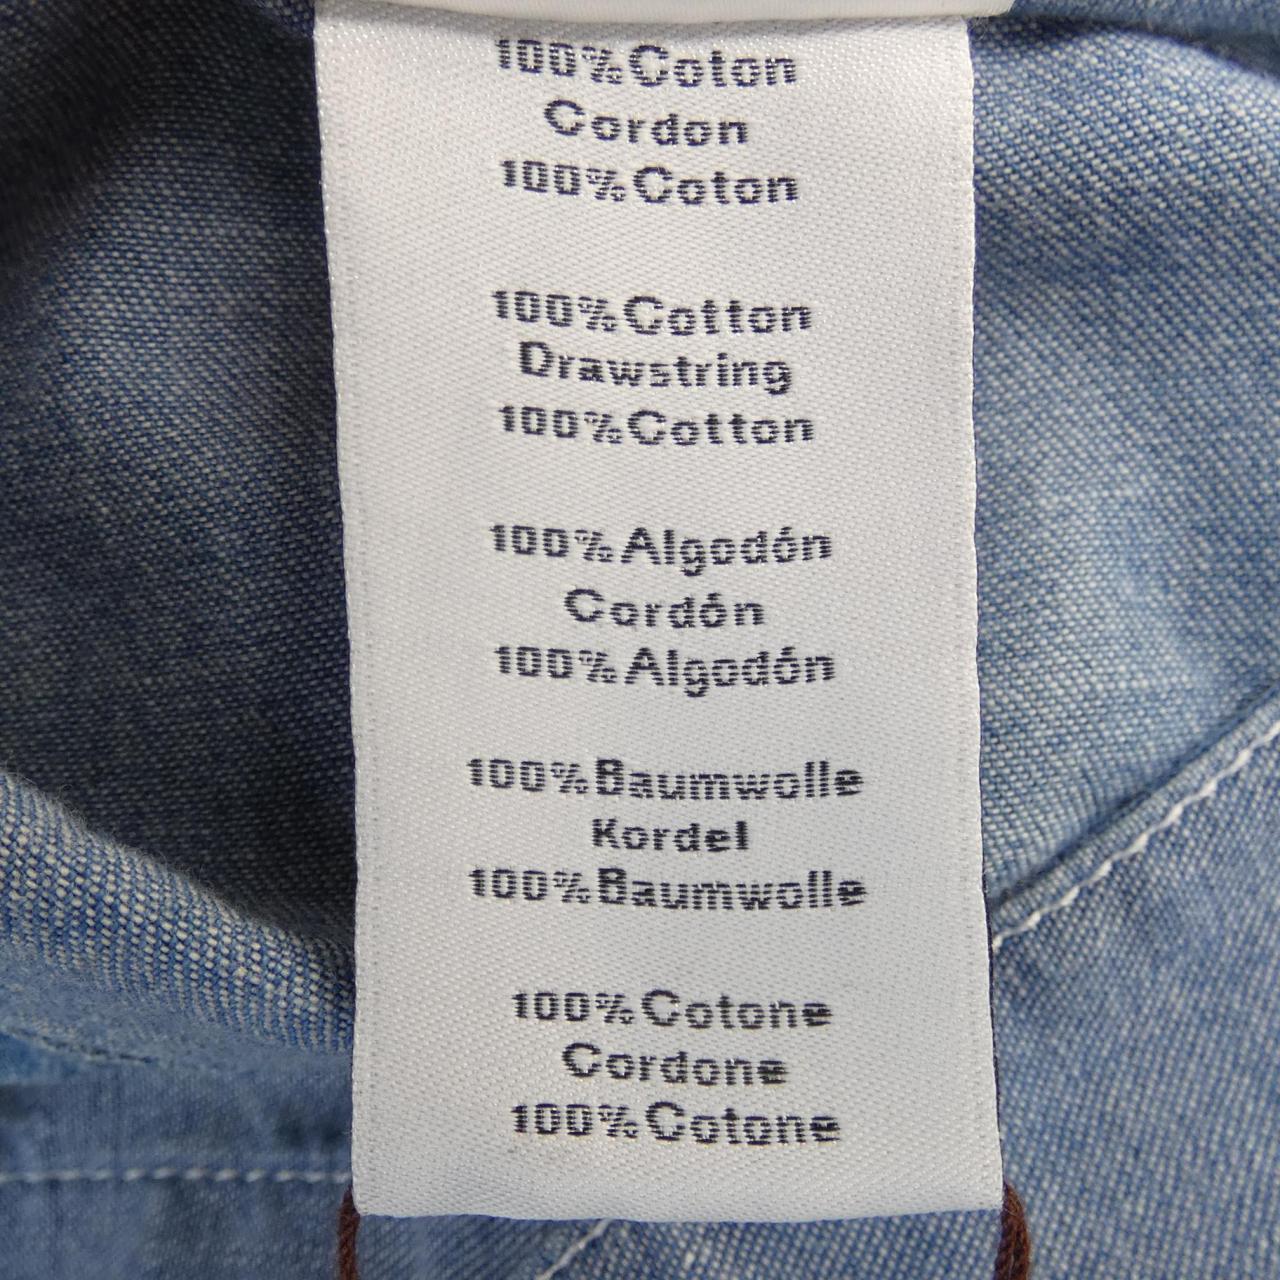 100%Coton
Cordon
100%Coton
100%Cotton
Drawstring
100%Cotton
100%Algodón
Cordón
100%Algodón
100%Baumwolle
Kordel
100%Baumwolle
100%Cotone
Cordone
100%Cotone